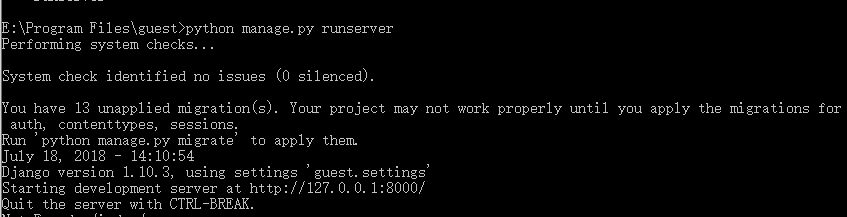 E:\Program Files\guest>python manage.py runserver
Performing system checks...
System check identified no issues (0 silenced).
You have 13 unapplied migration(s). Your project may not work properly until you apply the migrations for
auth, contenttypes, sessions.
Run 'python manage.py migrate' to apply them.
July 18, 2018 - 14:10:54
Django version 1.10.3, using settings 'guest.settings'
Starting development server at http://127.0.0.1:8000/
Quit the server with CTRL-BREAK.